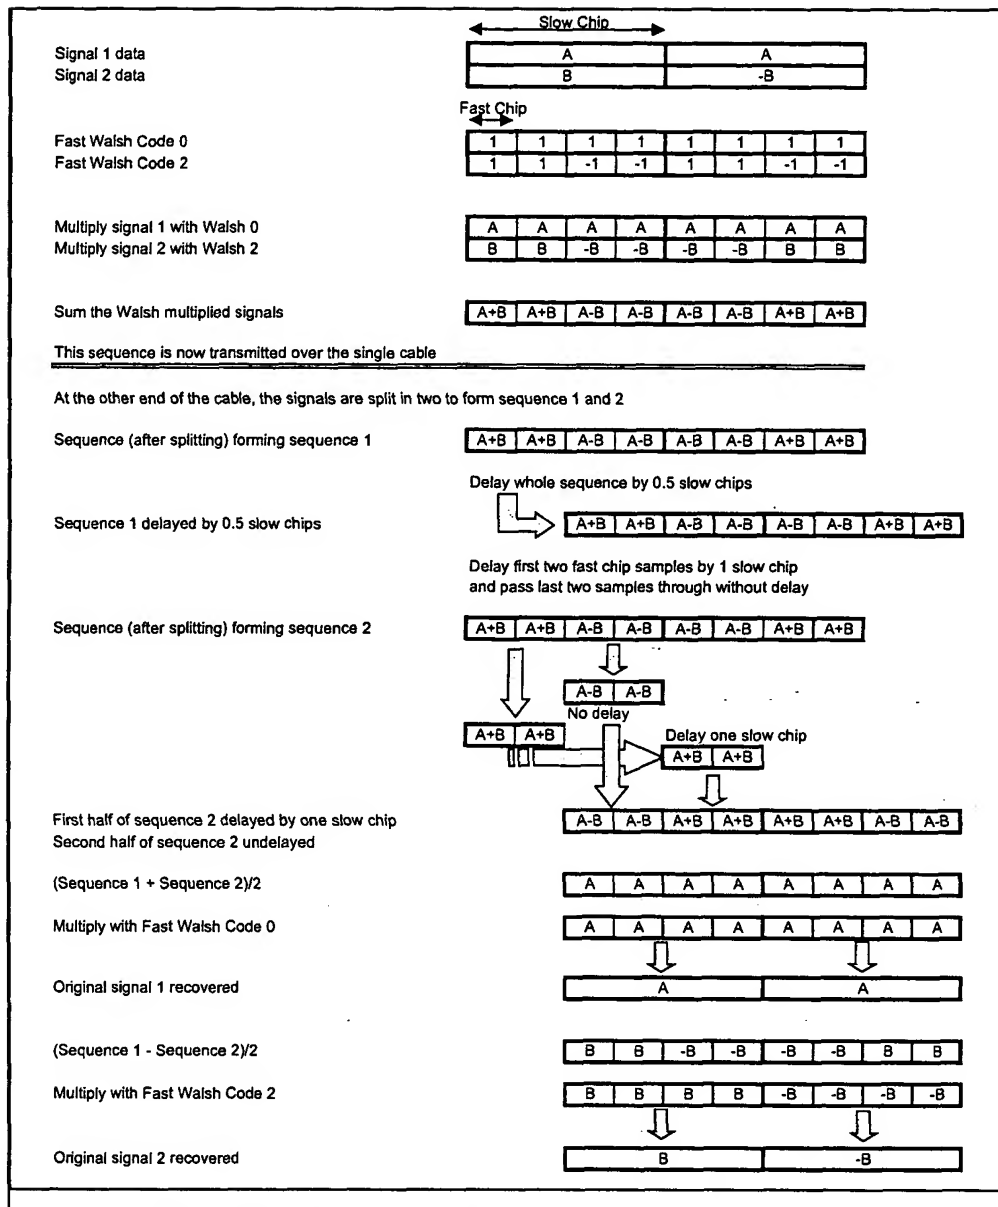 Slow Chip
Signal 1 data A A
Signal 2 data B -B
Fast Chip
Fast Walsh Code 0 1 1 1 1 1 1 1 1
Fast Walsh Code 2 1 1 -1 -1 1 1 -1 -1
Multiply signal 1 with Walsh 0 A A A A A A A A
Multiply signal 2 with Walsh 2 B B -B -B -B -B B B
Sum the Walsh multiplied signals A+B A+B A-B A-B A-B A-B A+B A+B
This sequence is now transmitted over the single cable
At the other end of the cable, the signals are split in two to form sequence 1 and 2
Sequence (after splitting) forming sequence 1 A+B A+B A-B A-B A-B A-B A+B A+B
Delay whole sequence by 0.5 slow chips
Sequence 1 delayed by 0.5 slow chips A+B A+B A-B A-B A-B A-B A+B A+B
Delay first two fast chip samples by 1 slow chip
and pass last two samples through without delay
Sequence (after splitting) forming sequence 2 A+B A+B A-B A-B A-B A-B A+B A+B
A-B A-B
No delay
A+B A+B
Delay one slow chip
A+B A+B
First half of sequence 2 delayed by one slow chip A-B A-B A+B A+B A+B A+B A-B A-B
Second half of sequence 2 undelayed
(Sequence 1 + Sequence 2)/2 A A A A A A A A
Multiply with Fast Walsh Code 0 A A A A A A A A
Original signal 1 recovered A A
(Sequence 1 - Sequence 2)/2 B B -B -B -B -B B B
Multiply with Fast Walsh Code 2 B B B B -B -B -B -B
Original signal 2 recovered B -B